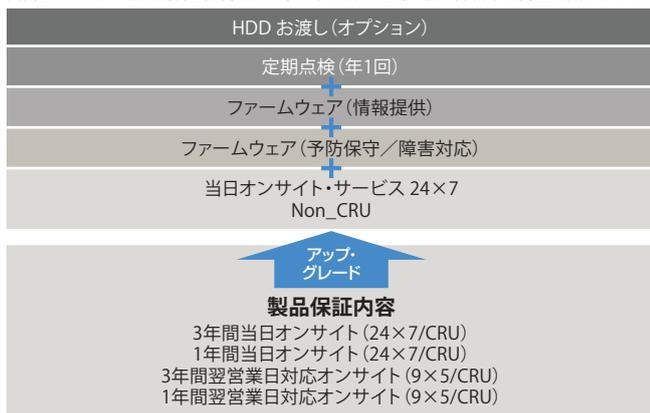 HDD お渡し（オプション）
定期点検（年1回）
ファームウェア（情報提供）
ファームウェア（予防保守／障害対応）
当日オンサイト・サービス 24×7
Non_CRU
アップ・
グレード
製品保証内容
3年間当日オンサイト（24×7/CRU）
1年間当日オンサイト（24×7/CRU）
3年間翌営業日対応オンサイト（9×5/CRU）
1年間翌営業日対応オンサイト（9×5/CRU）